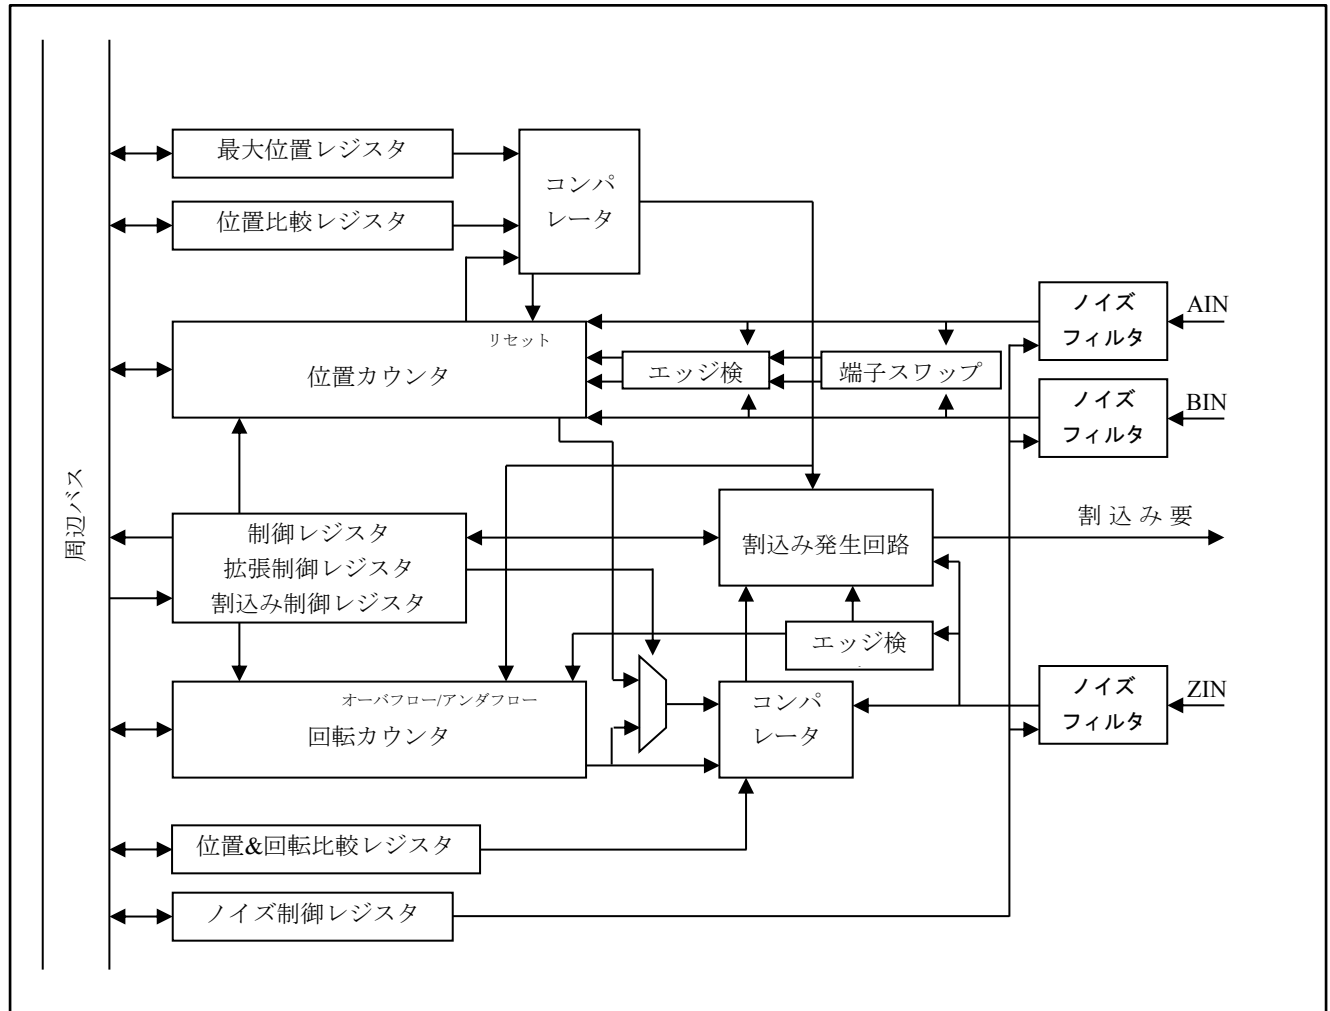 最大位置レジスタ
コンパ
レータ
位置比較レジスタ
ノイズ
フィルタ
AIN
リセット
位置カウンタ
エッジ検
端子スワップ
ノイズ
フィルタ
BIN
周辺バス
制御レジスタ
拡張制御レジスタ
割込み制御レジスタ
割込み発生回路
割込み要
エッジ検
オーバフロー/アンダフロー
回転カウンタ
コンパ
レータ
ノイズ
フィルタ
ZIN
位置&回転比較レジスタ
ノイズ制御レジスタ